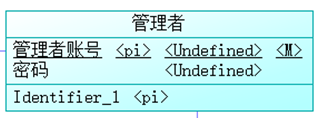 管理者
管理者账号 <pi> <Undefined> <M>
密码 <Undefined>
Identifier_1 <pi>